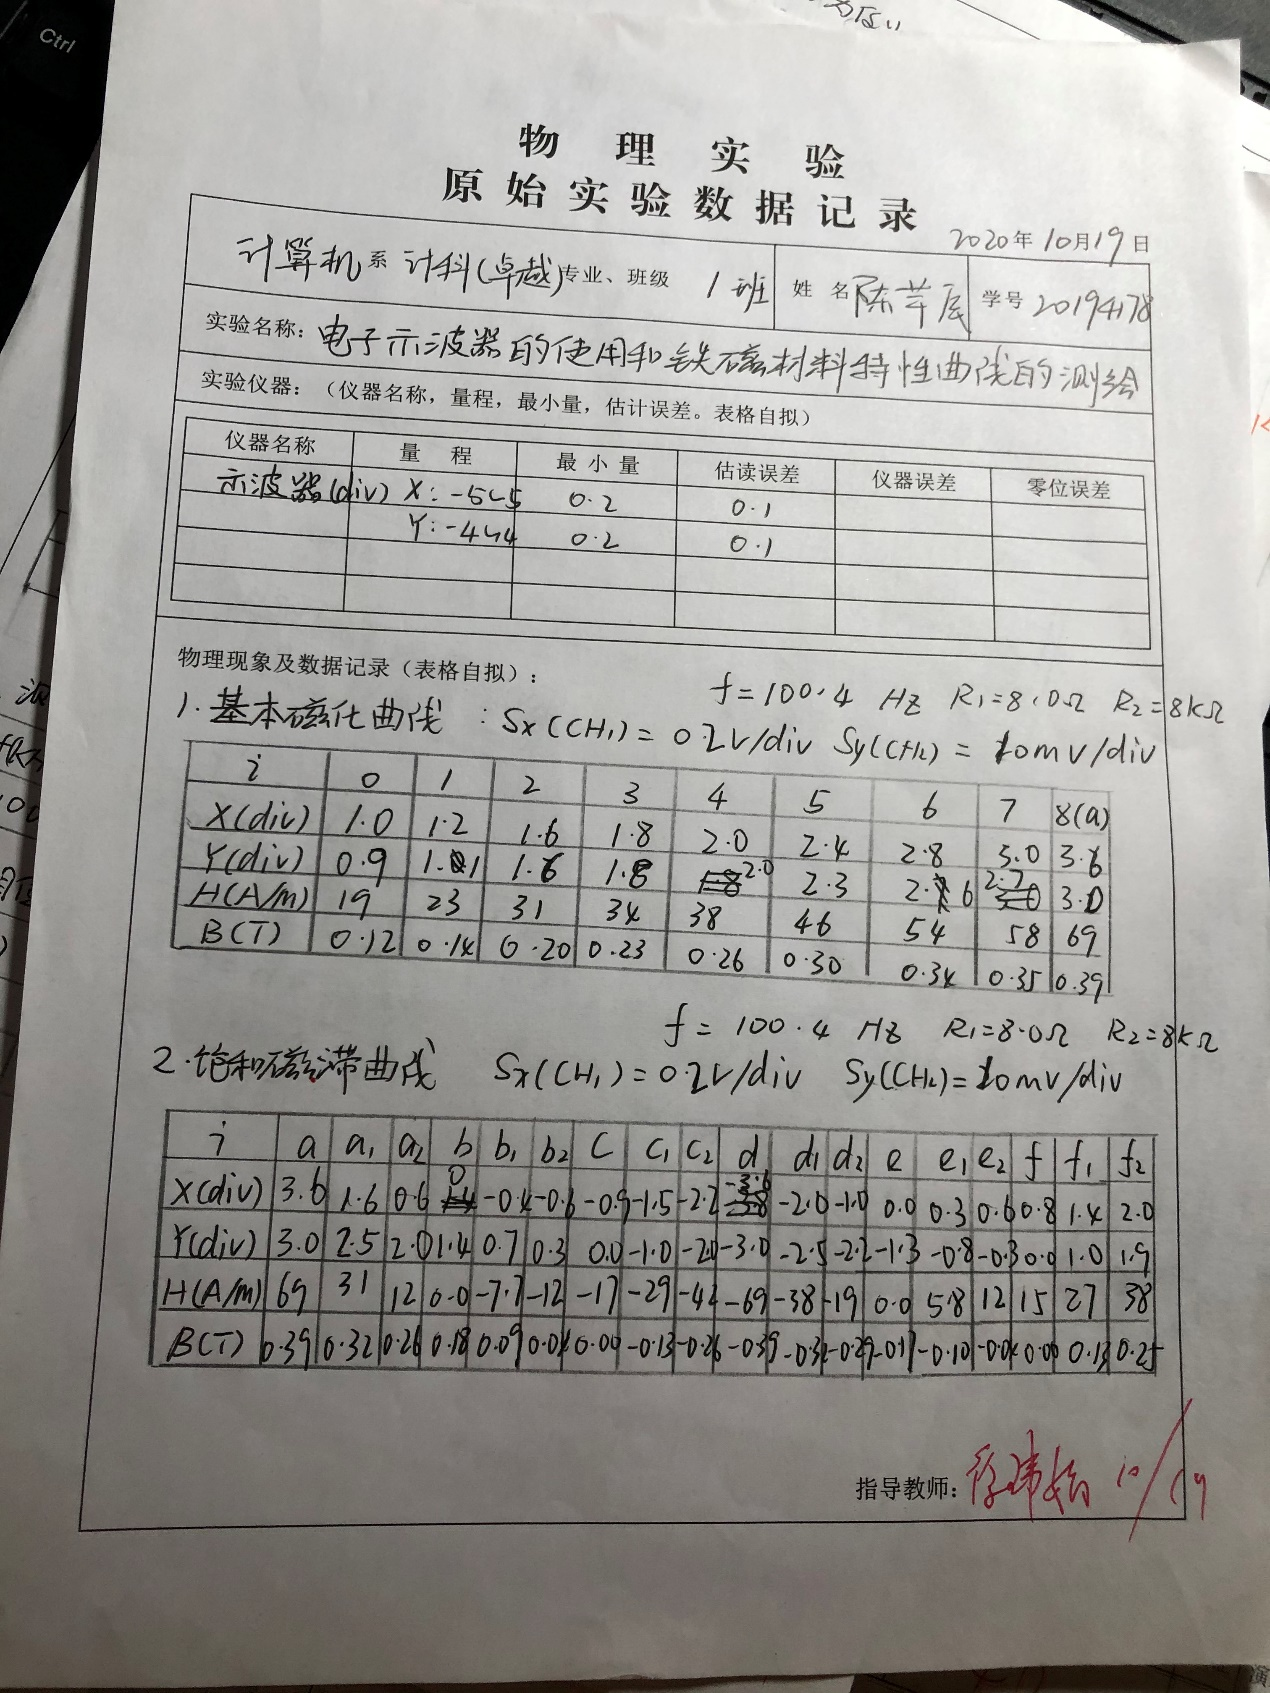 Ctrl
物 理 实 验
原 始 实 验 数 据 记 录
2020年10月19日
计算机系 计科(卓越)专业、班级 1班 姓名 陈苹辰 学号 20194178
实验名称: 电子示波器的使用和铁磁材料特性曲线的测绘
实验仪器:(仪器名称,量程,最小量,估计误差。表格自拟)
仪器名称 量 程 最小量 估读误差 仪器误差 零位误差
示波器(div) X:-5~5 0.2 0.1
Y:-4~4 0.2 0.1
物理现象及数据记录(表格自拟):
f=100.4 Hz R₁=8.0Ω R₂=8kΩ
1.基本磁化曲线 : Sx(CH₁)=0.2V/div Sy(CH₂)=10mv/div
i 0 1 2 3 4 5 6 7 8(a)
X(div) 1.0 1.2 1.6 1.8 2.0 2.4 2.8 3.0 3.6
Y(div) 0.9 1.1 1.6 1.8 2.0 2.3 2.6 2.7 3.0
H(A/m) 19 23 31 34 38 46 54 58 69
B(T) 0.12 0.14 0.20 0.23 0.26 0.30 0.34 0.35 0.39
f= 100.4 Hz R₁=8.0Ω R₂=8kΩ
2.饱和磁滞曲线 Sx(CH₁)=0.2V/div Sy(CH₂)=10mv/div
i a a₁ a₂ b b₁ b₂ c c₁ c₂ d d₁ d₂ e e₁ e₂ f f₁ f₂
X(div) 3.6 1.6 0.6 0 -0.4 -0.6 -0.9 -1.5 -2.2 -3.6 -2.0 -1.0 0.0 0.3 0.6 0.8 1.4 2.0
Y(div) 3.0 2.5 2.0 1.4 0.7 0.3 0.0 -1.0 -2.0 -3.0 -2.5 -2.2 -1.3 -0.8 -0.3 0.0 1.0 1.9
H(A/m) 69 31 12 0.0 -7.7 -12 -17 -29 -42 -69 -38 -19 0.0 5.8 12 15 27 38
B(T) 0.39 0.32 0.26 0.18 0.09 0.04 0.00 -0.13 -0.26 -0.39 -0.32 -0.29 -0.17 -0.10 -0.04 0.00 0.13 0.25
指导教师: 10/19